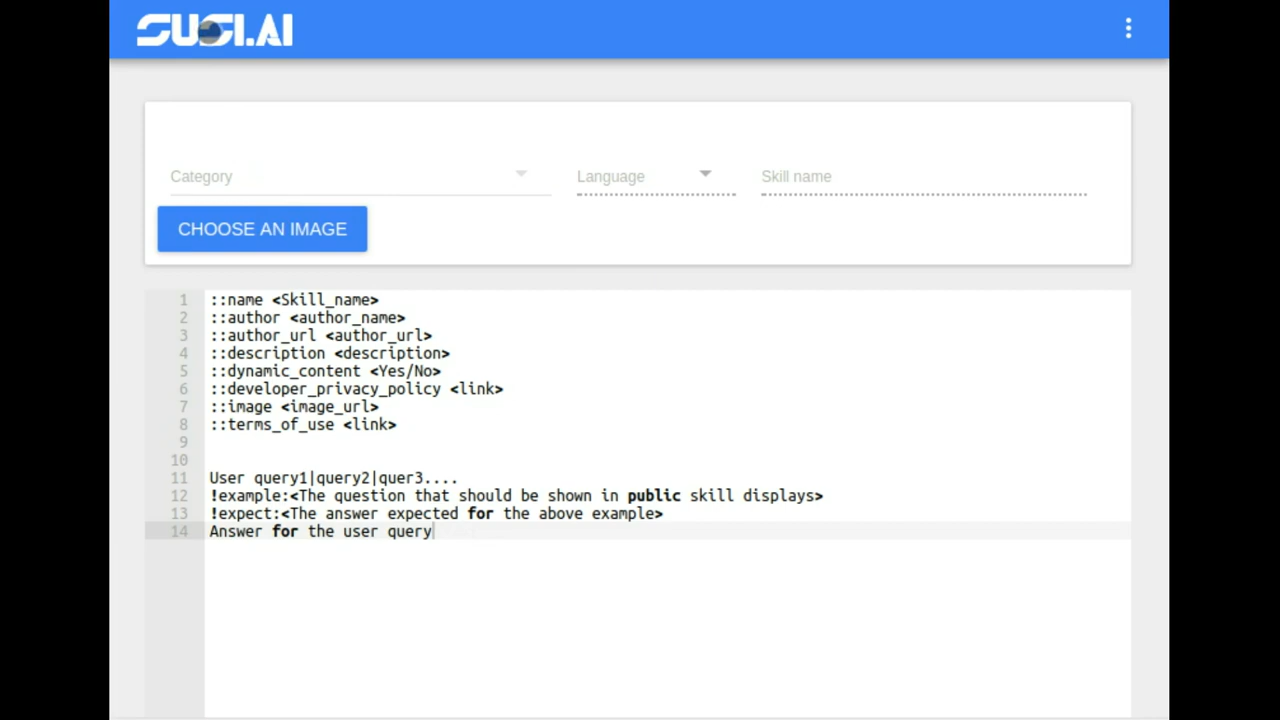 SUSI.AI
Category
Language
Skill name
CHOOSE AN IMAGE
1 ::name <Skill_name>
2 ::author <author_name>
3 ::author_url <author_url>
4 ::description <description>
5 ::dynamic_content <Yes/No>
6 ::developer_privacy_policy <link>
7 ::image <image_url>
8 ::terms_of_use <link>
9
10
11 User query1|query2|quer3....
12 !example:<The question that should be shown in public skill displays>
13 !expect:<The answer expected for the above example>
14 Answer for the user query